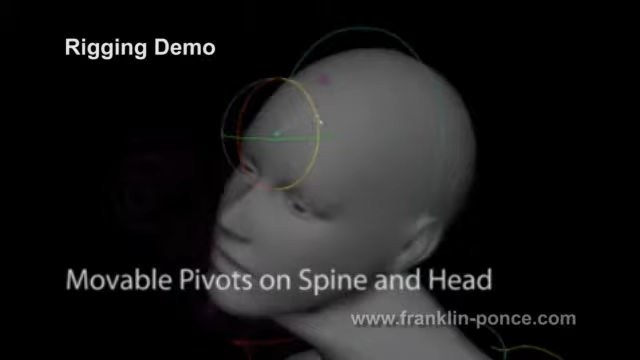 Rigging Demo
Movable Pivots on Spine and Head
www.franklin-ponce.com